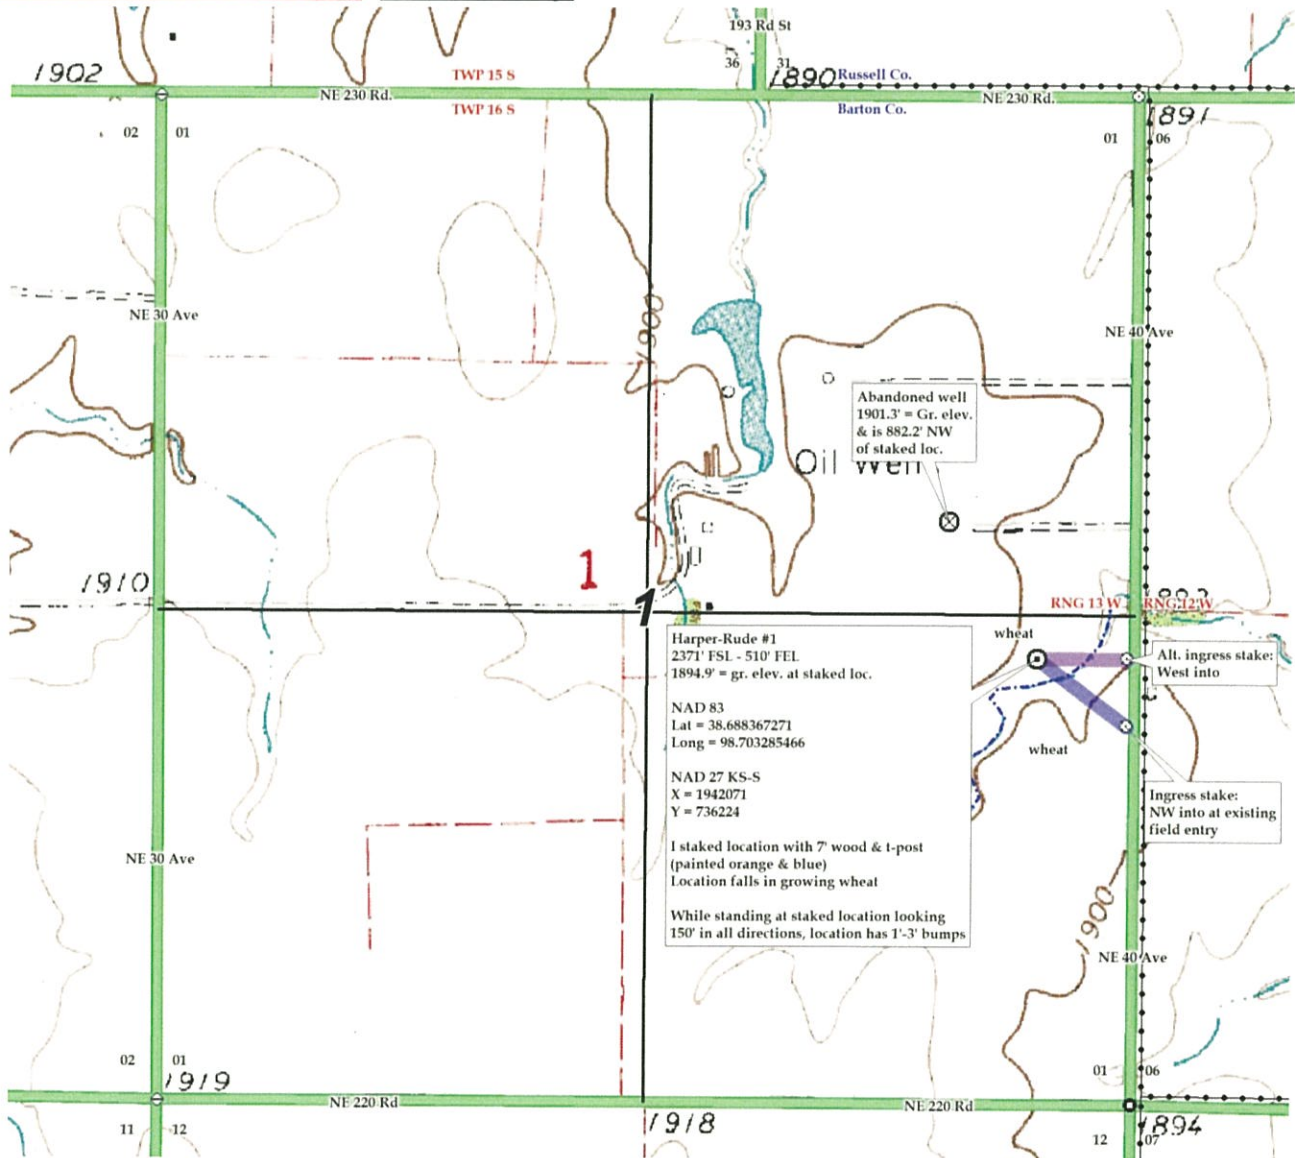 193 Rd St
36 31
1902
TWP 15 S
1890
Russell Co.
NE 230 Rd.
NE 230 Rd.
TWP 16 S
Barton Co.
1891
02 01
01 06
NE 30 Ave
1900
NE 40 Ave
Abandoned well
1901.3' = Gr. elev.
& is 882.2' NW
of staked loc.
Oil Well
1910
1
1
RNG 13 W
RNG 12 W
wheat
Harper-Rude #1
2371' FSL - 510' FEL
1894.9' = gr. elev. at staked loc.
NAD 83
Lat = 38.688367271
Long = 98.703285466
NAD 27 KS-S
X = 1942071
Y = 736224
I staked location with 7' wood & t-post
(painted orange & blue)
Location falls in growing wheat
While standing at staked location looking
150' in all directions, location has 1'-3' bumps
Alt. ingress stake:
West into
wheat
Ingress stake:
NW into at existing
field entry
NE 30 Ave
1900
NE 40 Ave
02 01
01 06
1919
NE 220 Rd
NE 220 Rd
1918
1894
11 12
12 07